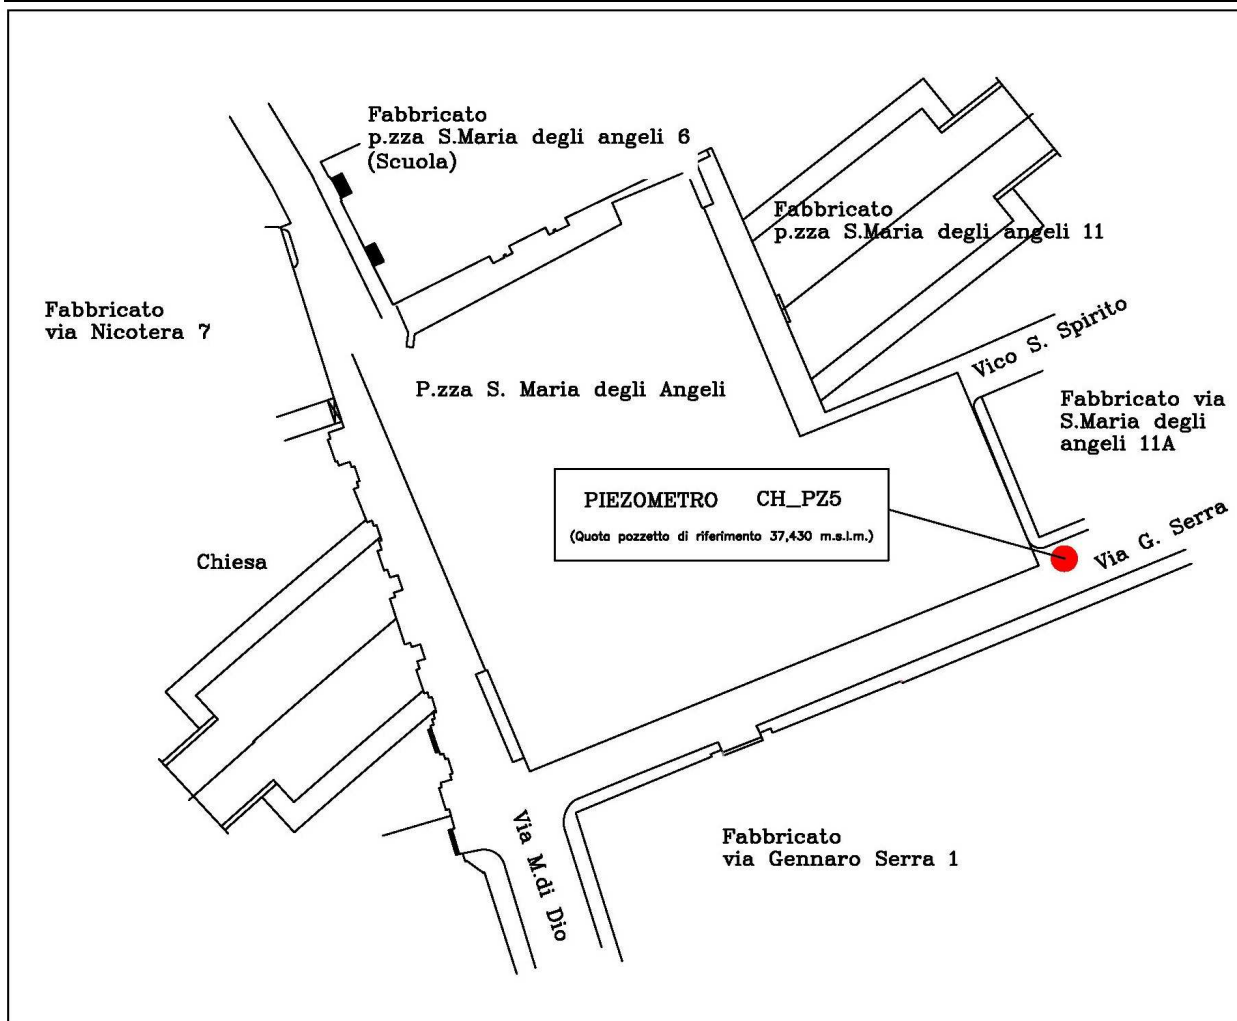 Fabbricato
p.zza S.Maria degli angeli 6
(Scuola)
Fabbricato
p.zza S.Maria degli angeli 11
Fabbricato
via Nicotera 7
Vico S. Spirito
P.zza S. Maria degli Angeli
Fabbricato via
S.Maria degli
angeli 11A
PIEZOMETRO CH_PZ5
(Quota pozzetto di riferimento 37,430 m.s.l.m.)
Via G. Serra
Chiesa
Via M.di Dio
Fabbricato
via Gennaro Serra 1